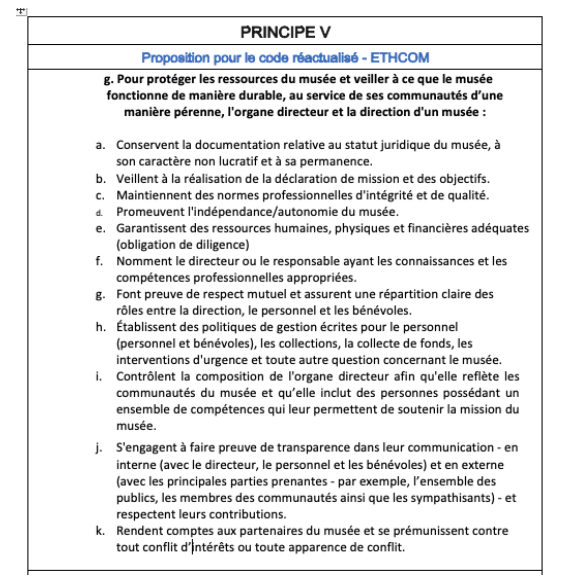 PRINCIPE V
Proposition pour le code réactualisé - ETHCOM
g. Pour protéger les ressources du musée et veiller à ce que le musée
fonctionne de manière durable, au service de ses communautés d’une
manière pérenne, l'organe directeur et la direction d'un musée :
a. Conservent la documentation relative au statut juridique du musée, à
son caractère non lucratif et à sa permanence.
b. Veillent à la réalisation de la déclaration de mission et des objectifs.
c. Maintiennent des normes professionnelles d'intégrité et de qualité.
d. Promeuvent l'indépendance/autonomie du musée.
e. Garantissent des ressources humaines, physiques et financières adéquates
(obligation de diligence)
f. Nomment le directeur ou le responsable ayant les connaissances et les
compétences professionnelles appropriées.
g. Font preuve de respect mutuel et assurent une répartition claire des
rôles entre la direction, le personnel et les bénévoles.
h. Établissent des politiques de gestion écrites pour le personnel
(personnel et bénévoles), les collections, la collecte de fonds, les
interventions d'urgence et toute autre question concernant le musée.
i. Contrôlent la composition de l'organe directeur afin qu'elle reflète les
communautés du musée et qu’elle inclut des personnes possédant un
ensemble de compétences qui leur permettent de soutenir la mission du
musée.
j. S'engagent à faire preuve de transparence dans leur communication - en
interne (avec le directeur, le personnel et les bénévoles) et en externe
(avec les principales parties prenantes - par exemple, l’ensemble des
publics, les membres des communautés ainsi que les sympathisants) - et
respectent leurs contributions.
k. Rendent comptes aux partenaires du musée et se prémunissent contre
tout conflit d’intérêts ou toute apparence de conflit.